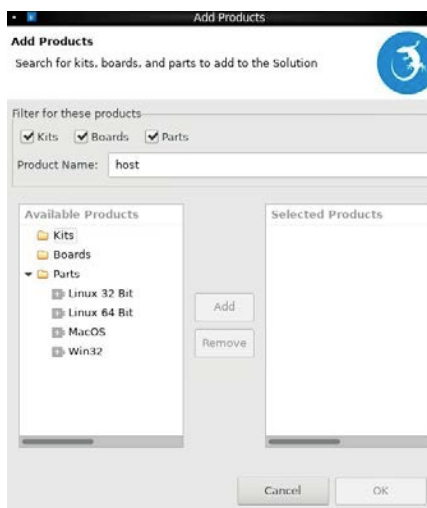 Add Products
Add Products
Search for kits, boards, and parts to add to the Solution
Filter for these products
Kits Boards Parts
Product Name: host
Available Products
Kits
Boards
Parts
Linux 32 Bit
Linux 64 Bit
MacOS
Win32
Add
Remove
Selected Products
Cancel OK